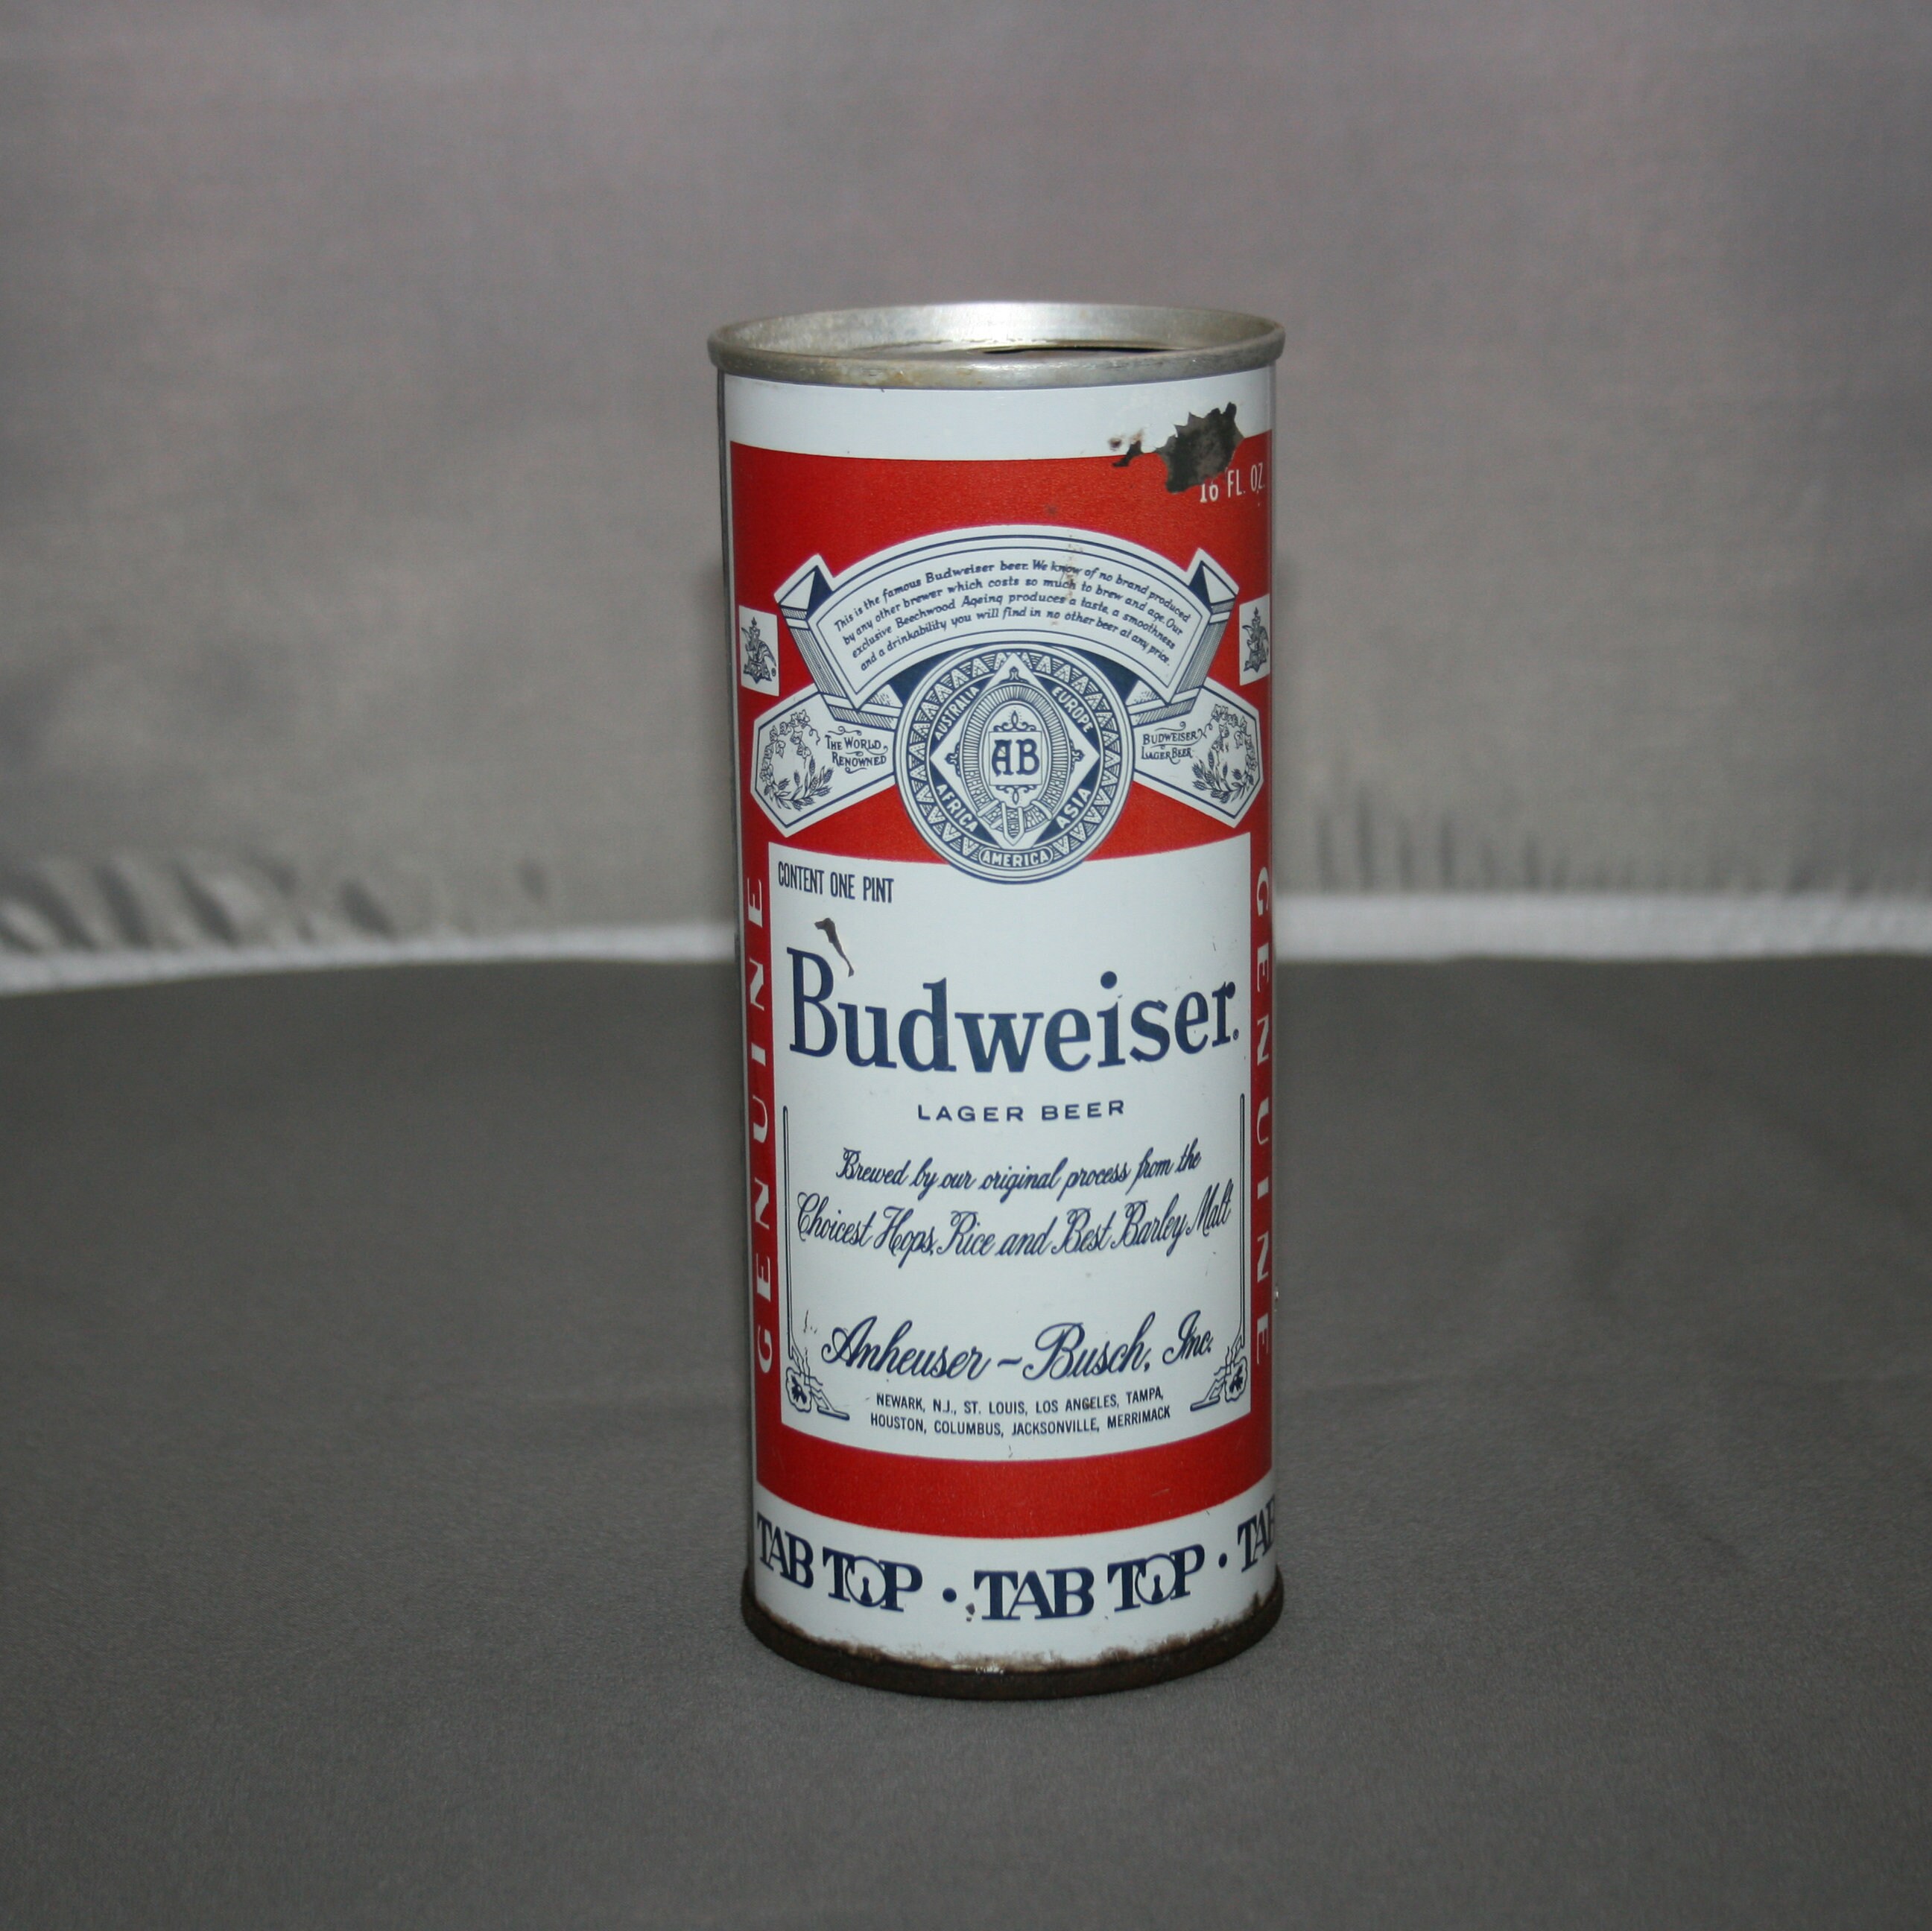 16 FL. OZ.
This is the famous Budweiser beer. We know of no brand produced
by any other brewer which costs so much to brew and age. Our
exclusive Beechwood Ageing produces a taste, a smoothness
and a drinkability you will find in no other beer at any price.
AUSTRALIA
EUROPE
THE WORLD
RENOWNED
AB
BUDWEISER
LAGER BEER
AFRICA
ASIA
AMERICA
CONTENT ONE PINT
GENUINE
GENUINE
Budweiser.
LAGER BEER
Brewed by our original process from the
Choicest Hops, Rice and Best Barley Malt
Anheuser-Busch, Inc.
NEWARK, N.J., ST. LOUIS, LOS ANGELES, TAMPA,
HOUSTON, COLUMBUS, JACKSONVILLE, MERRIMACK
TAB TOP • TAB TOP • TAB